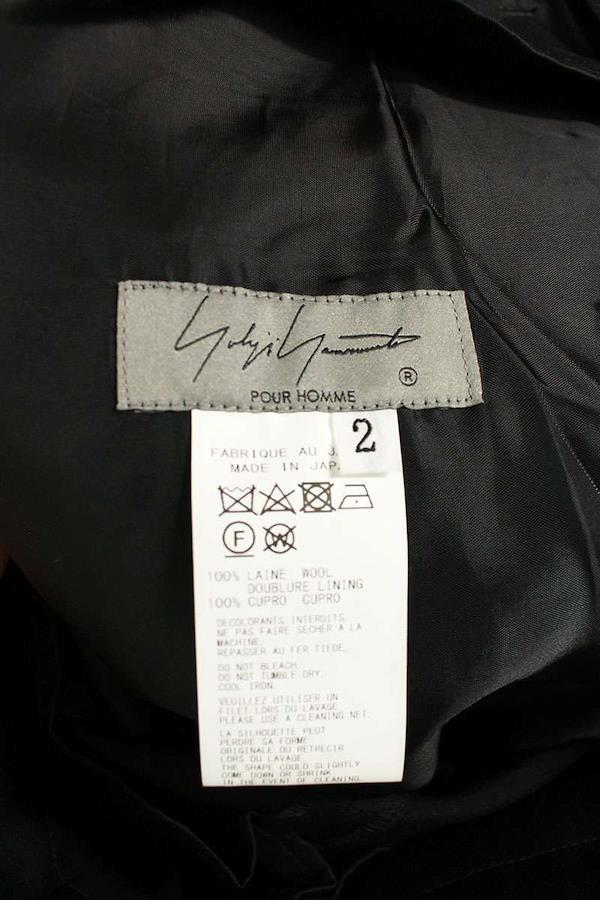 Yohji Yamamoto
®
POUR HOMME
2
FABRIQUE AU J
MADE IN JAP
F
W
100% LAINE WOOL
DOUBLURE LINING
100% CUPRO CUPRO
DECOLORANTS INTERDITS.
NE PAS FAIRE SECHER A LA
MACHINE.
REPASSER AU FER TIEDE.
DO NOT BLEACH.
DO NOT TUMBLE DRY.
COOL IRON.
VEUILLEZ UTILISER UN
FILET LORS DU LAVAGE.
PLEASE USE A CLEANING NET.
LA SILHOUETTE PEUT
PERDRE SA FORME
ORIGINALE OU RETRECIR
LORS DU LAVAGE.
THE SHAPE COULD SLIGHTLY
COME DOWN OR SHRINK
IN THE EVENT OF CLEANING.